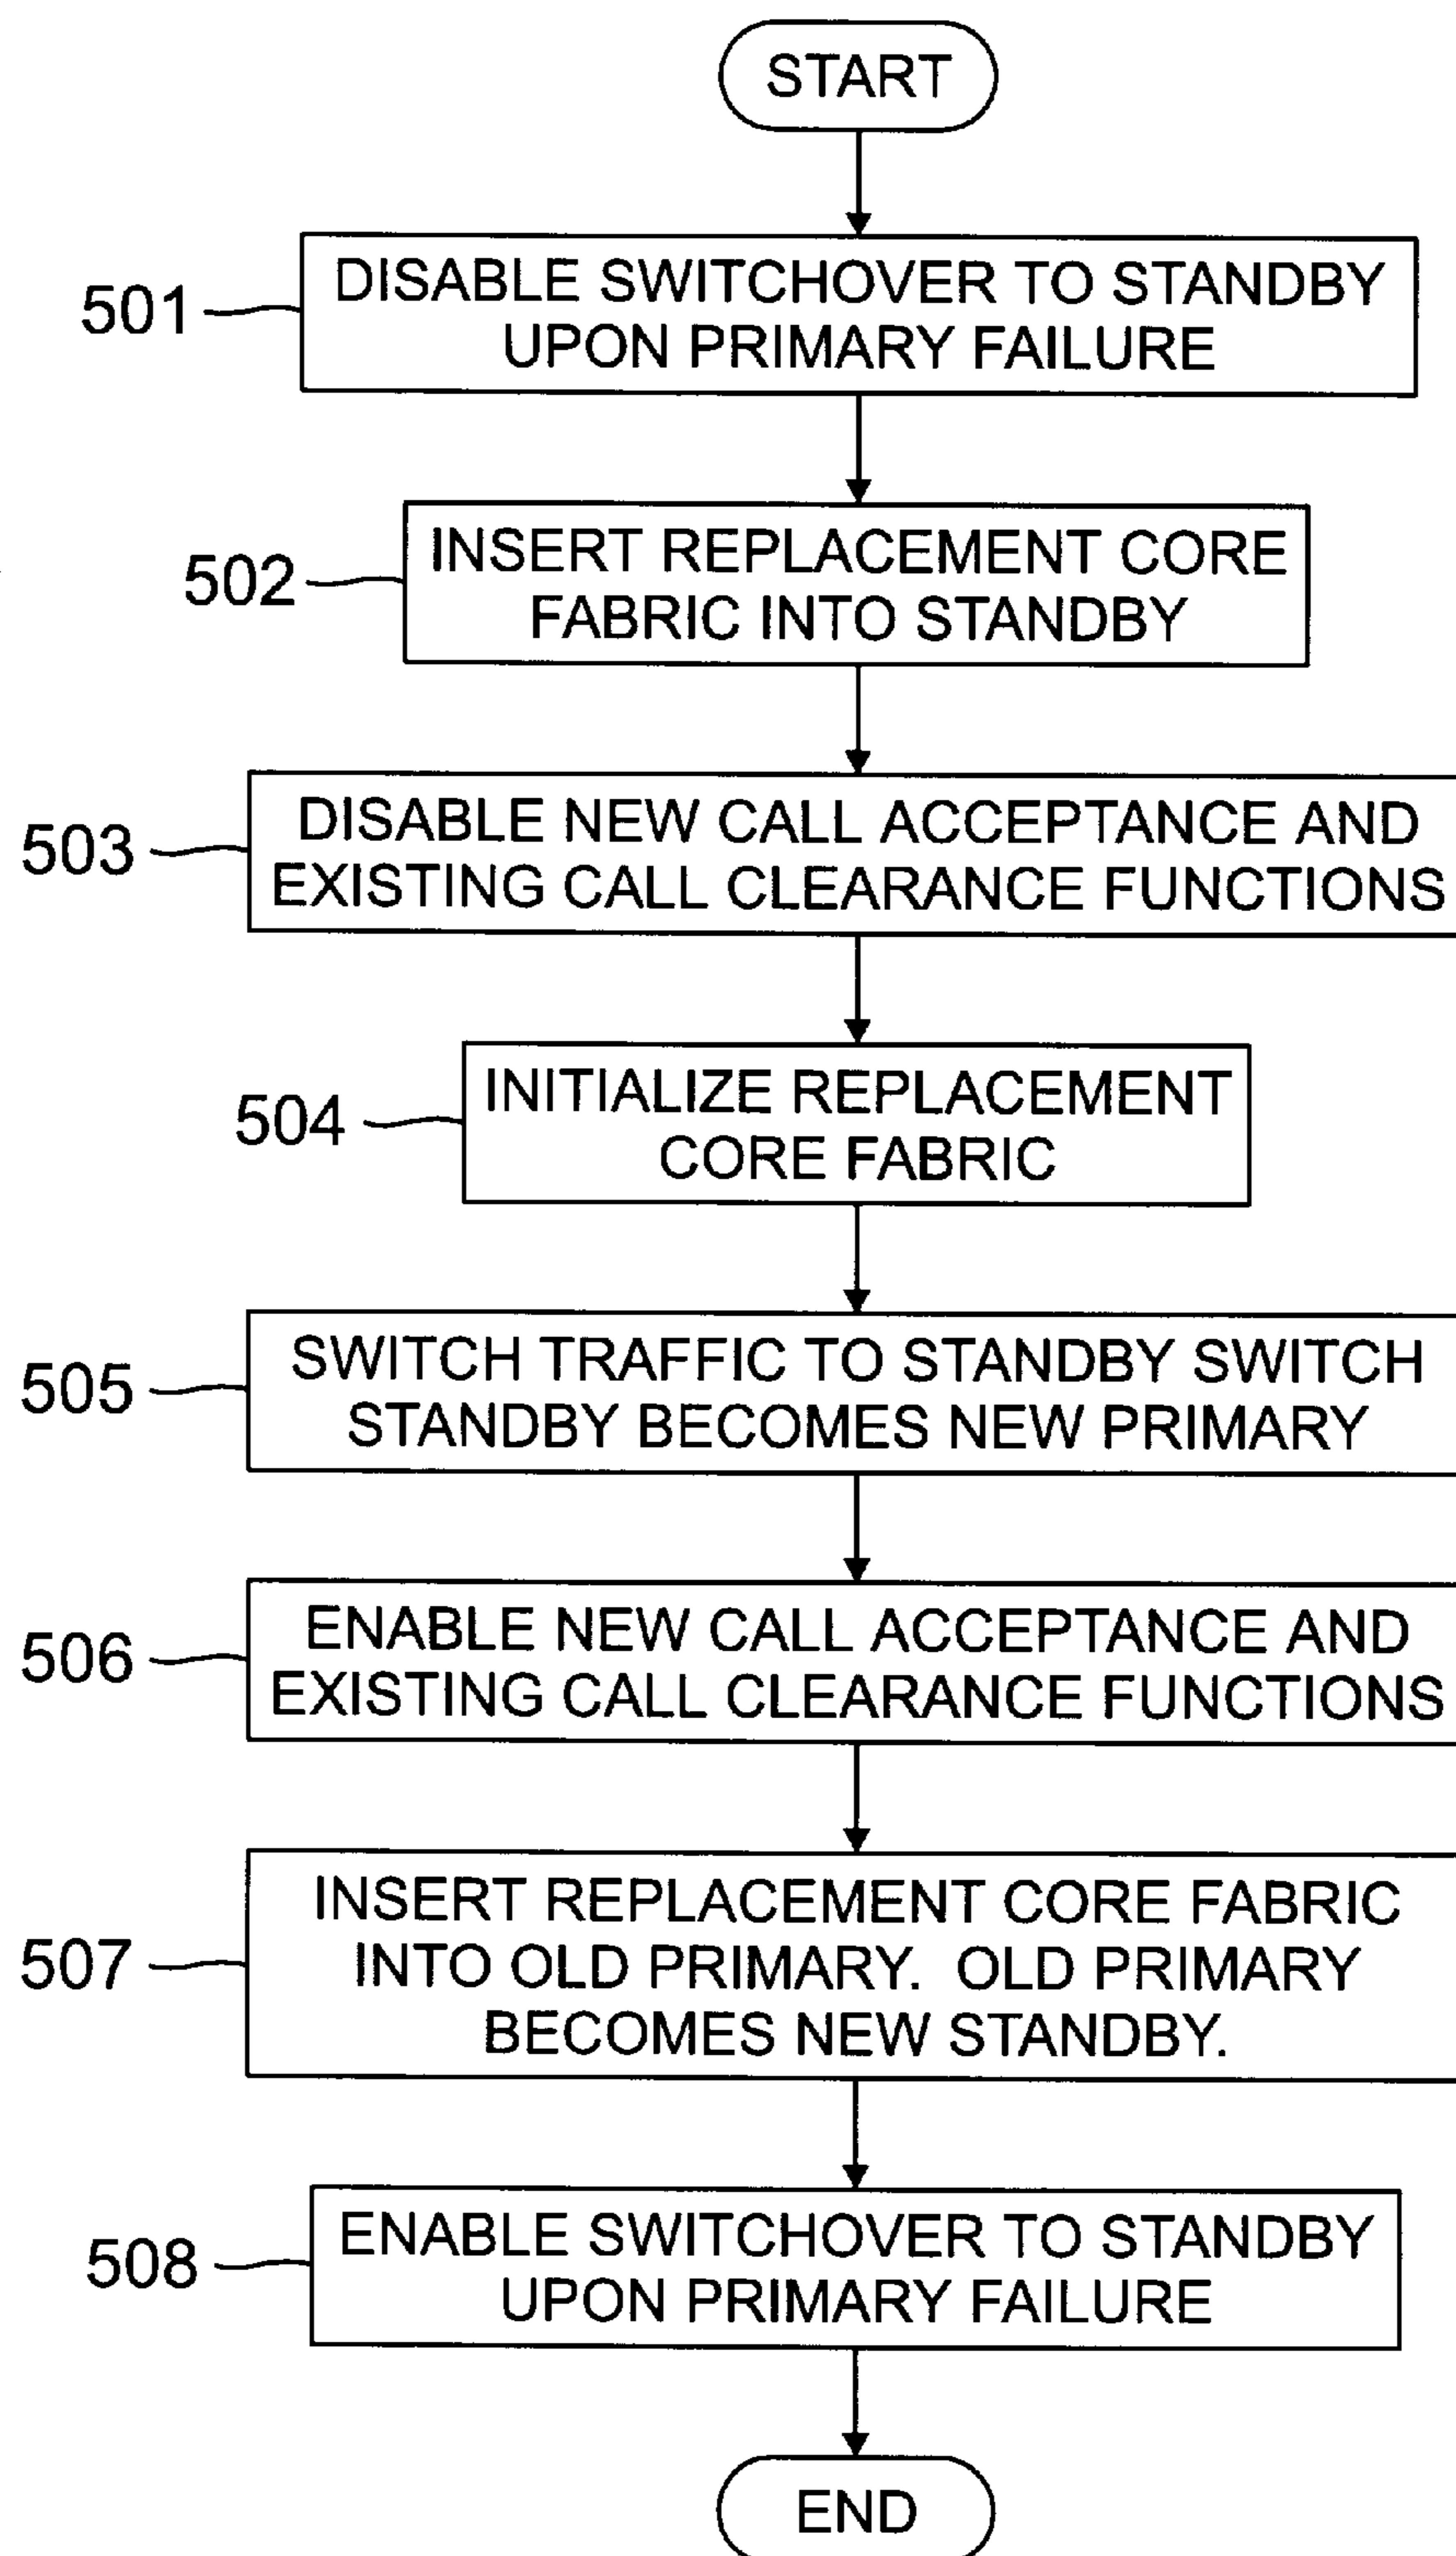 START
501
DISABLE SWITCHOVER TO STANDBY
UPON PRIMARY FAILURE
502
INSERT REPLACEMENT CORE
FABRIC INTO STANDBY
503
DISABLE NEW CALL ACCEPTANCE AND
EXISTING CALL CLEARANCE FUNCTIONS
504
INITIALIZE REPLACEMENT
CORE FABRIC
505
SWITCH TRAFFIC TO STANDBY SWITCH
STANDBY BECOMES NEW PRIMARY
506
ENABLE NEW CALL ACCEPTANCE AND
EXISTING CALL CLEARANCE FUNCTIONS
507
INSERT REPLACEMENT CORE FABRIC
INTO OLD PRIMARY. OLD PRIMARY
BECOMES NEW STANDBY.
508
ENABLE SWITCHOVER TO STANDBY
UPON PRIMARY FAILURE
END